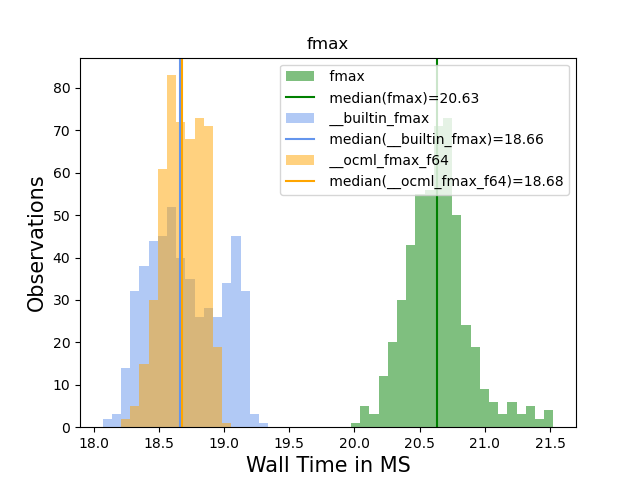 fmax
fmax
median(fmax)=20.63
__builtin_fmax
median(__builtin_fmax)=18.66
__ocml_fmax_f64
median(__ocml_fmax_f64)=18.68
Observations
80
70
60
50
40
30
20
10
0
18.0 18.5 19.0 19.5 20.0 20.5 21.0 21.5
Wall Time in MS